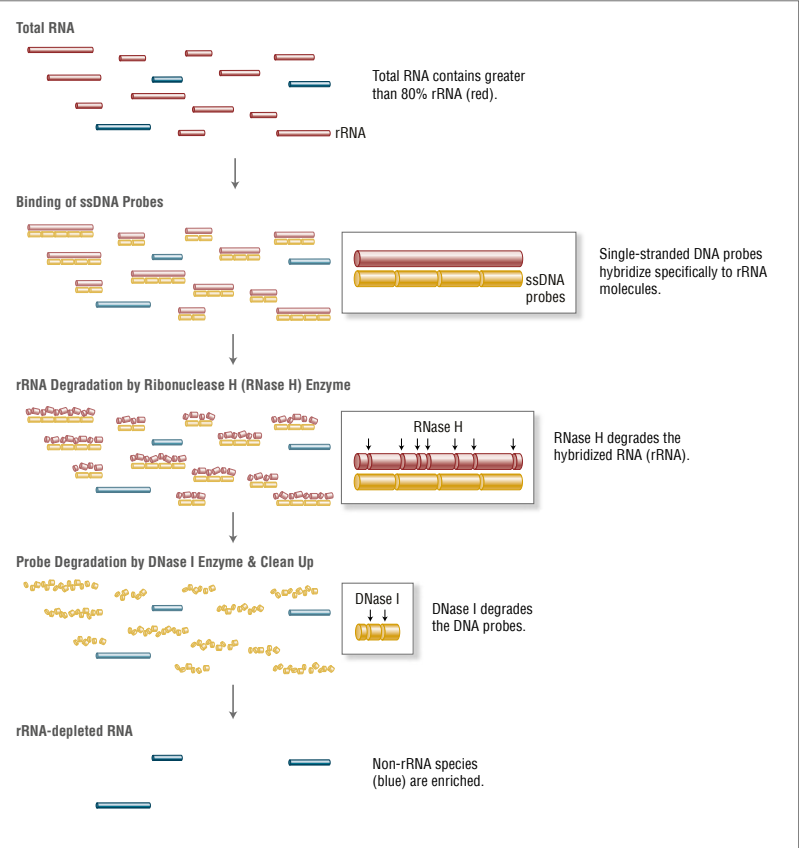 Total RNA
Total RNA contains greater
than 80% rRNA (red).
rRNA
Binding of ssDNA Probes
ssDNA
probes
Single-stranded DNA probes
hybridize specifically to rRNA
molecules.
rRNA Degradation by Ribonuclease H (RNase H) Enzyme
RNase H
RNase H degrades the
hybridized RNA (rRNA).
Probe Degradation by DNase I Enzyme & Clean Up
DNase I
DNase I degrades
the DNA probes.
rRNA-depleted RNA
Non-rRNA species
(blue) are enriched.